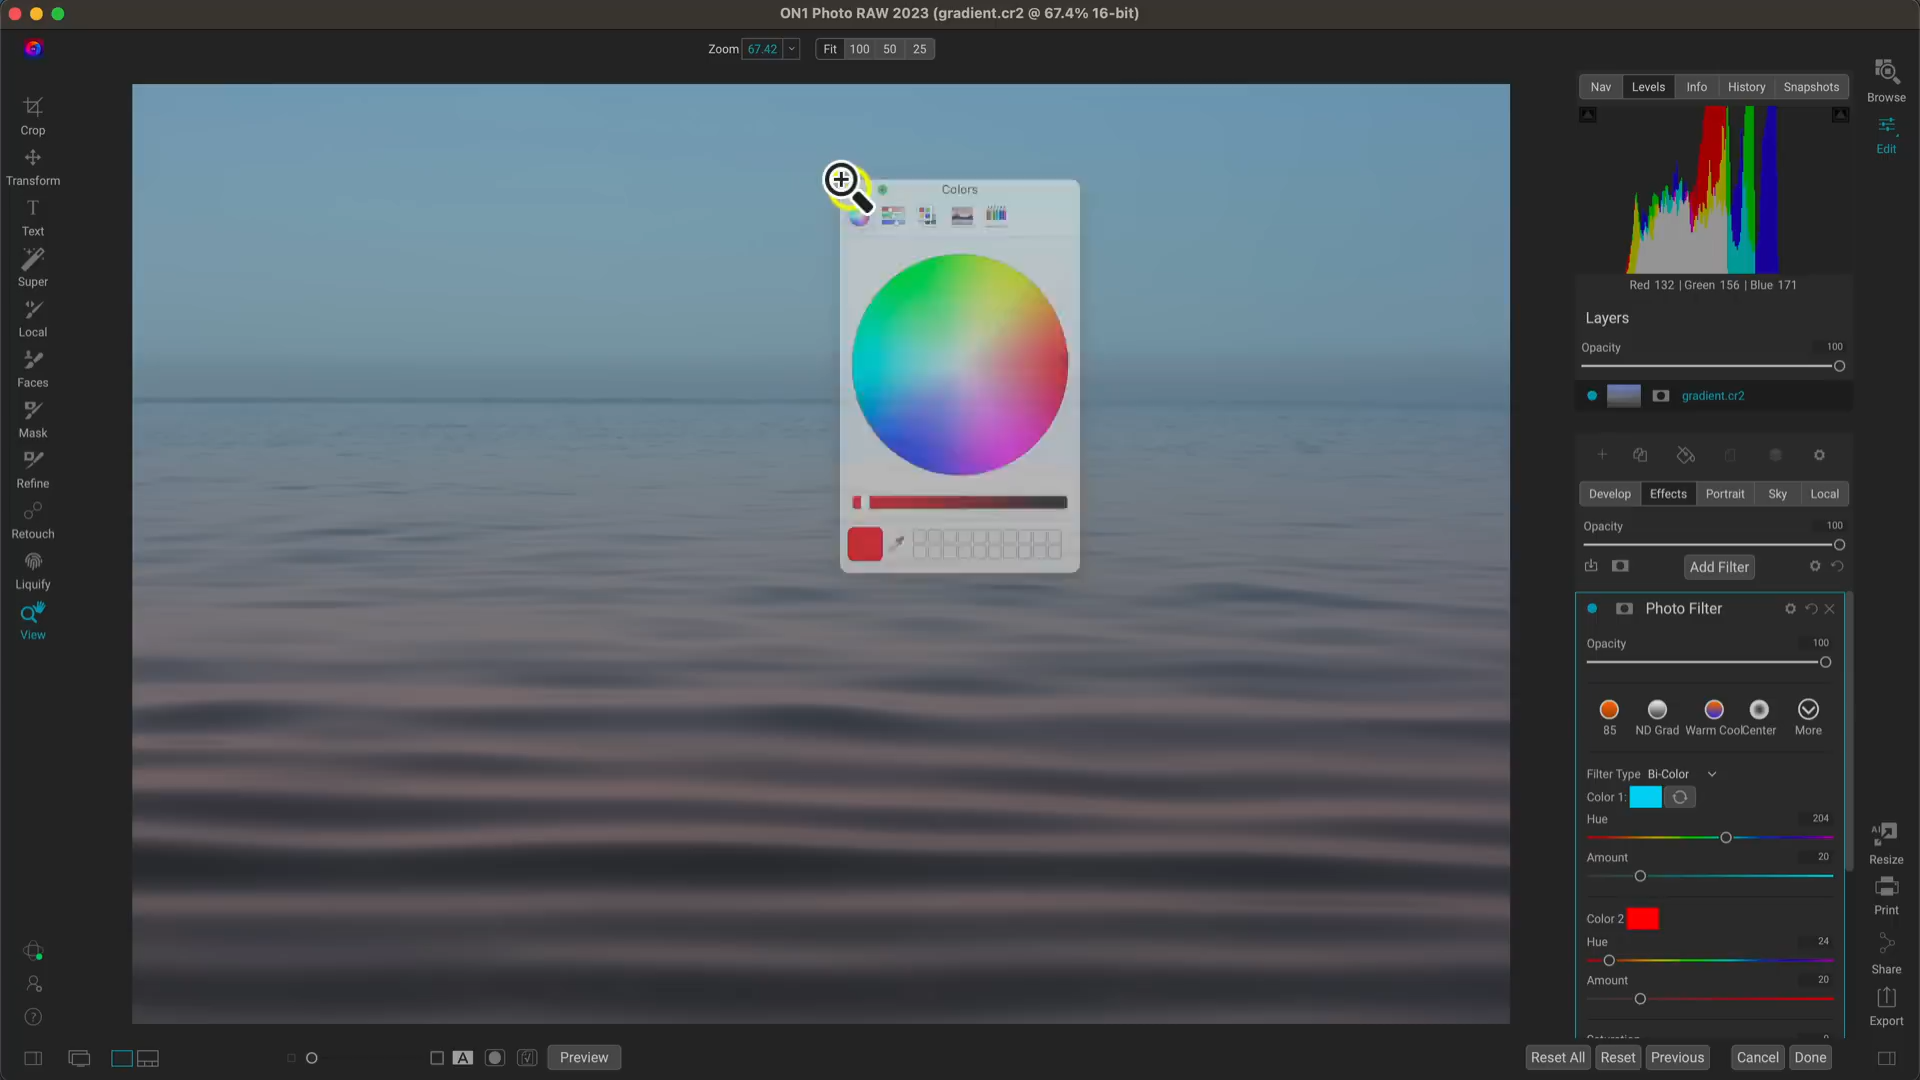 ON1 Photo RAW 2023 (gradient.cr2 @ 67.4% 16-bit)
Zoom 67.42 Fit 100 50 25
Crop
Transform
Text
Super
Local
Faces
Mask
Refine
Retouch
Liquify
View
Colors
Nav Levels Info History Snapshots
Red 132 | Green 156 | Blue 171
Layers
Opacity 100
gradient.cr2
Develop Effects Portrait Sky Local
Opacity 100
Add Filter
Photo Filter
Opacity 100
85 ND Grad Warm Cool Center More
Filter Type Bi-Color
Color 1:
Hue 204
Amount 20
Color 2
Hue 24
Amount 20
Browse
Edit
AI
Resize
Print
Share
Export
A
Preview
Reset All Reset Previous Cancel Done